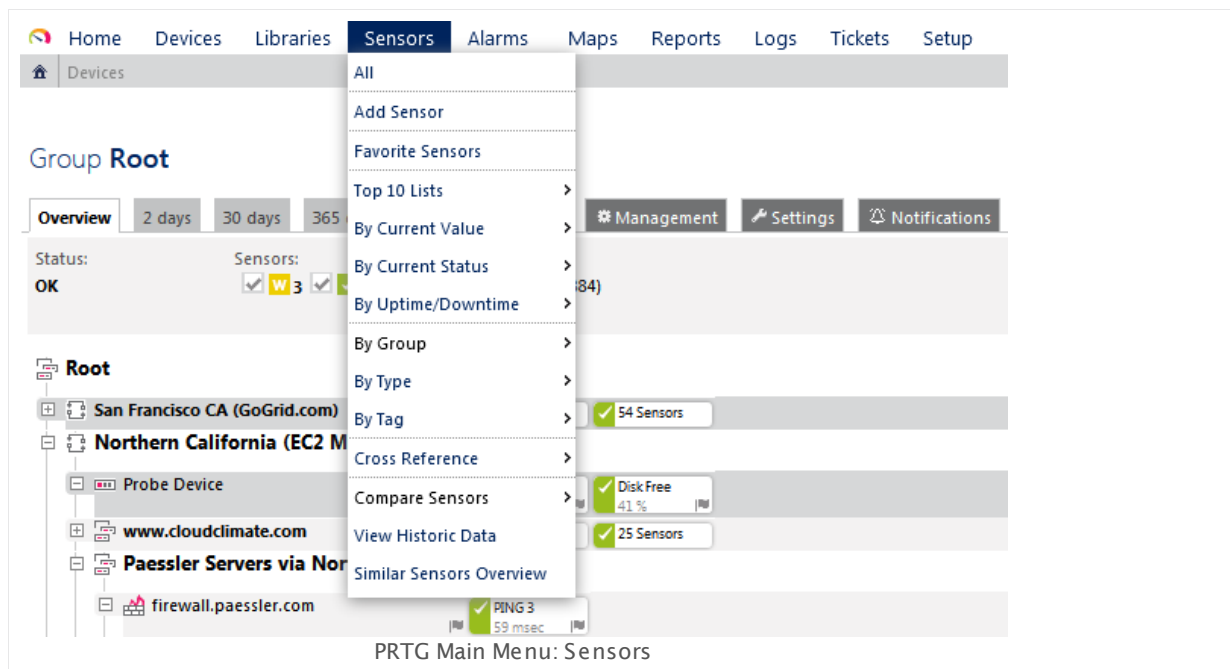 Home Devices Libraries Sensors Alarms Maps Reports Logs Tickets Setup
Devices
All
Add Sensor
Favorite Sensors
Top 10 Lists
By Current Value
By Current Status
By Uptime/Downtime
By Group
By Type
By Tag
Cross Reference
Compare Sensors
View Historic Data
Similar Sensors Overview
Group Root
Overview 2 days 30 days 365 Management Settings Notifications
Status: Sensors:
OK W 3 384)
Root
San Francisco CA (GoGrid.com) 54 Sensors
Northern California (EC2 M
Probe Device Disk Free
41 %
www.cloudclimate.com 25 Sensors
Paessler Servers via Nor
firewall.paessler.com PING 3
59 msec
PRTG Main Menu: Sensors